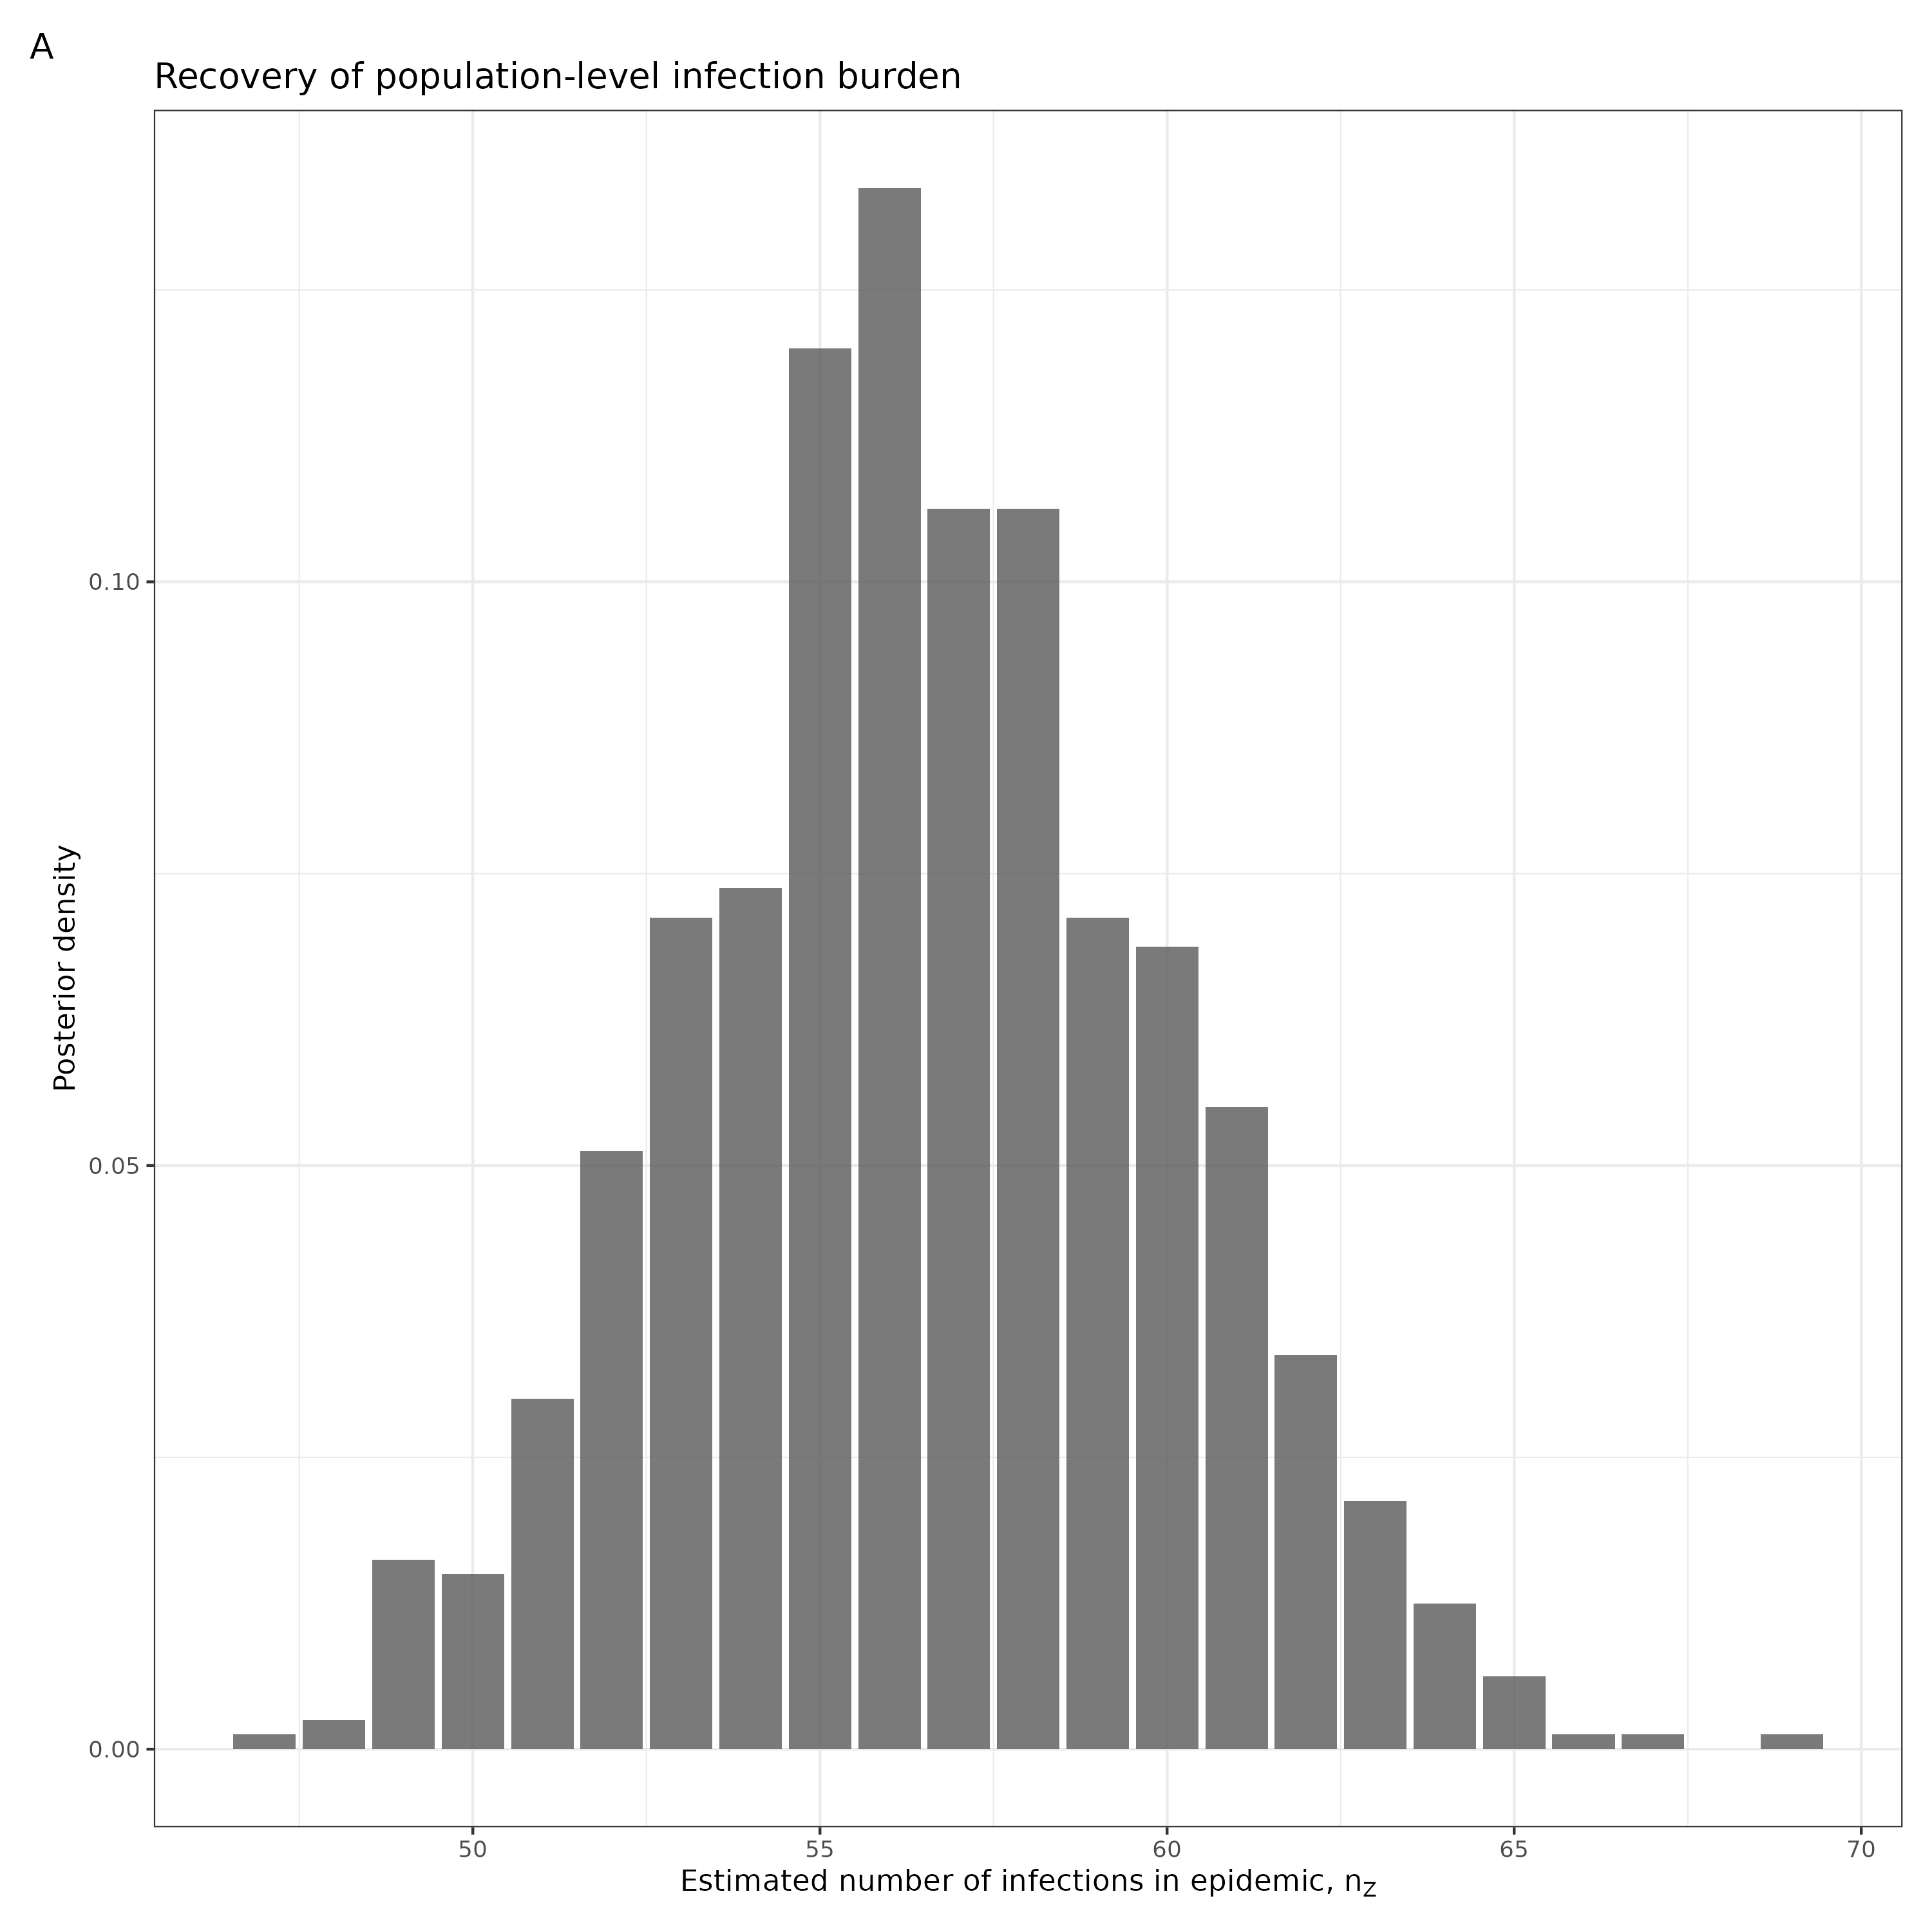 A
Recovery of population-level infection burden
Posterior density
0.10
0.05
0.00
50 55 60 65 70
Estimated number of infections in epidemic, nZ